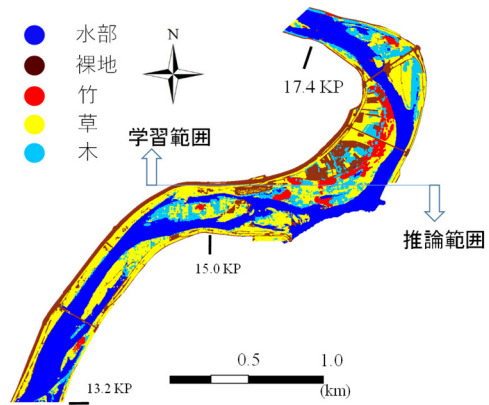 水部
裸地
竹
草
木
N
17.4 KP
学習範囲
推論範囲
15.0 KP
13.2 KP
0.5 1.0
(km)